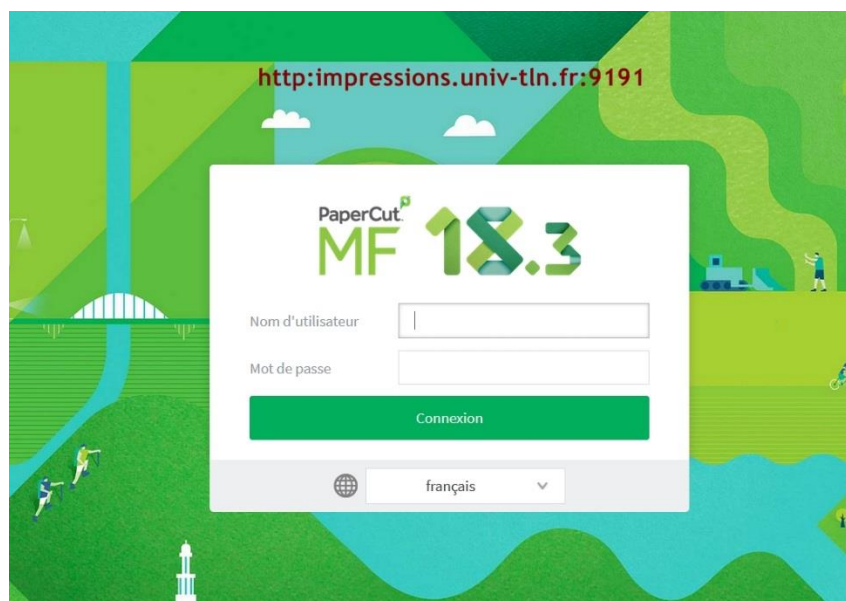 http:impressions.univ-tln.fr:9191
PaperCut
MF 18.3
Nom d'utilisateur
Mot de passe
Connexion
français